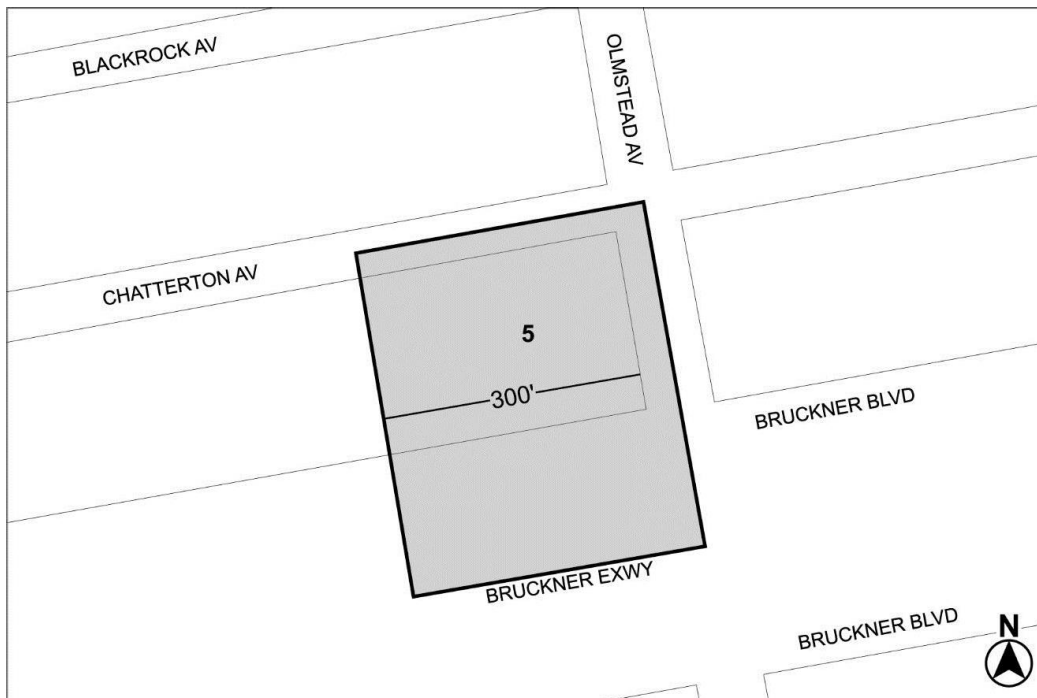 BLACKROCK AV
OLMSTEAD AV
CHATTERTON AV
5
300'
BRUCKNER BLVD
BRUCKNER EXWY
BRUCKNER BLVD
N